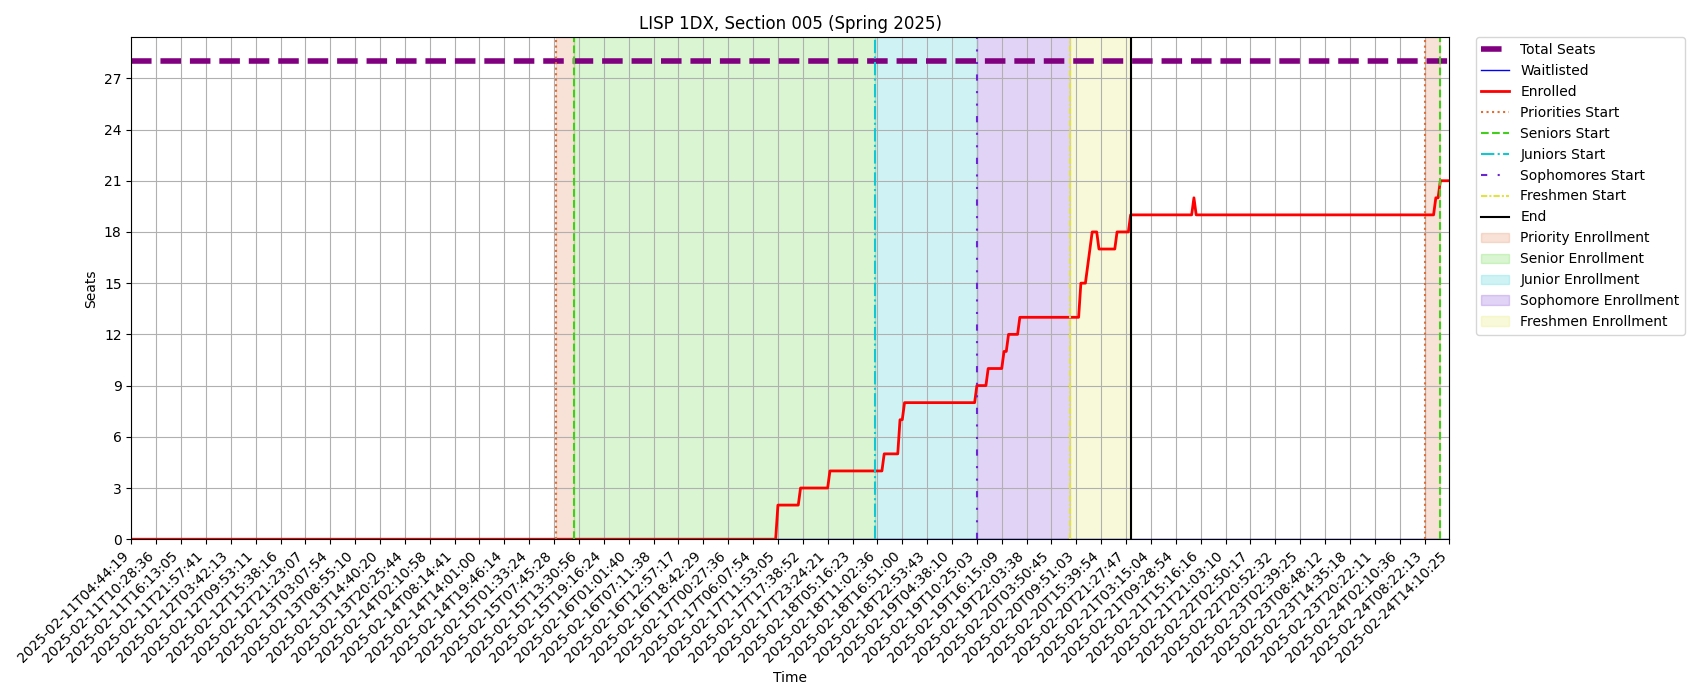 LISP 1DX, Section 005 (Spring 2025)
Total Seats
Waitlisted
Enrolled
Priorities Start
Seniors Start
Juniors Start
Sophomores Start
Freshmen Start
End
Priority Enrollment
Senior Enrollment
Junior Enrollment
Sophomore Enrollment
Freshmen Enrollment
Seats
27
24
21
18
15
12
9
6
3
0
2025-02-11T04:44:19
2025-02-11T10:28:36
2025-02-11T16:13:05
2025-02-11T21:57:41
2025-02-12T03:42:13
2025-02-12T09:53:11
2025-02-12T15:38:16
2025-02-12T21:23:07
2025-02-13T03:07:54
2025-02-13T08:55:10
2025-02-13T14:40:20
2025-02-13T20:25:44
2025-02-14T02:10:58
2025-02-14T08:14:41
2025-02-14T14:01:00
2025-02-14T19:46:14
2025-02-15T01:33:24
2025-02-15T07:45:28
2025-02-15T13:30:56
2025-02-15T19:16:24
2025-02-16T01:01:40
2025-02-16T07:11:38
2025-02-16T12:57:17
2025-02-16T18:42:29
2025-02-17T00:27:36
2025-02-17T06:07:54
2025-02-17T11:53:05
2025-02-17T17:38:52
2025-02-17T23:24:21
2025-02-18T05:16:23
2025-02-18T11:02:36
2025-02-18T16:51:00
2025-02-18T22:53:43
2025-02-19T04:38:10
2025-02-19T10:25:03
2025-02-19T16:15:09
2025-02-19T22:03:38
2025-02-20T03:50:45
2025-02-20T09:51:03
2025-02-20T15:39:54
2025-02-20T21:27:47
2025-02-21T03:15:04
2025-02-21T09:28:54
2025-02-21T15:16:16
2025-02-21T21:03:10
2025-02-22T02:50:17
2025-02-22T20:52:32
2025-02-23T02:39:25
2025-02-23T08:48:12
2025-02-23T14:35:18
2025-02-23T20:22:11
2025-02-24T02:10:36
2025-02-24T08:22:13
2025-02-24T14:10:25
Time